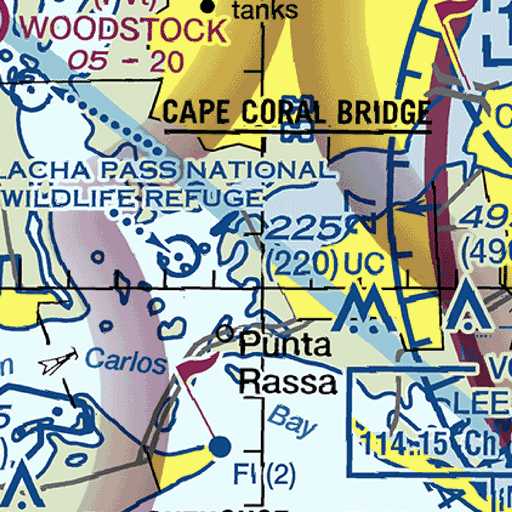 tanks
WOODSTOCK
05 - 20
CAPE CORAL BRIDGE
LACHA PASS NATIONAL
WILDLIFE REFUGE
225
(220) UC
49
(49
Punta
Rassa
Carlos
Bay
LEE
114.15 Ch
Fl (2)